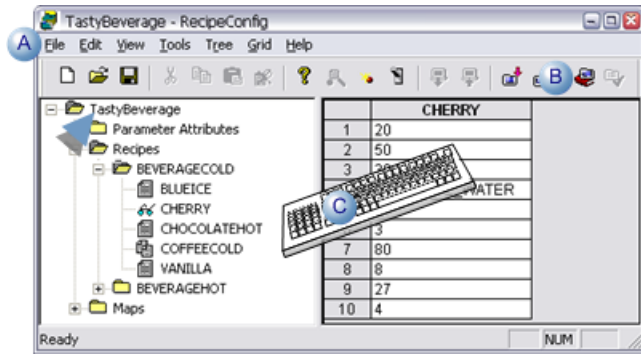 TastyBeverage - RecipeConfig
A
File Edit View Tools Tree Grid Help
B
TastyBeverage
Parameter Attributes
Recipes
BEVERAGECOLD
BLUEICE
CHERRY
CHOCOLATEHOT
COFFEECOLD
VANILLA
BEVERAGEHOT
Maps
CHERRY
1 20
2 50
3
WATER
C
3
7 80
8 8
9 27
10 4
Ready
NUM